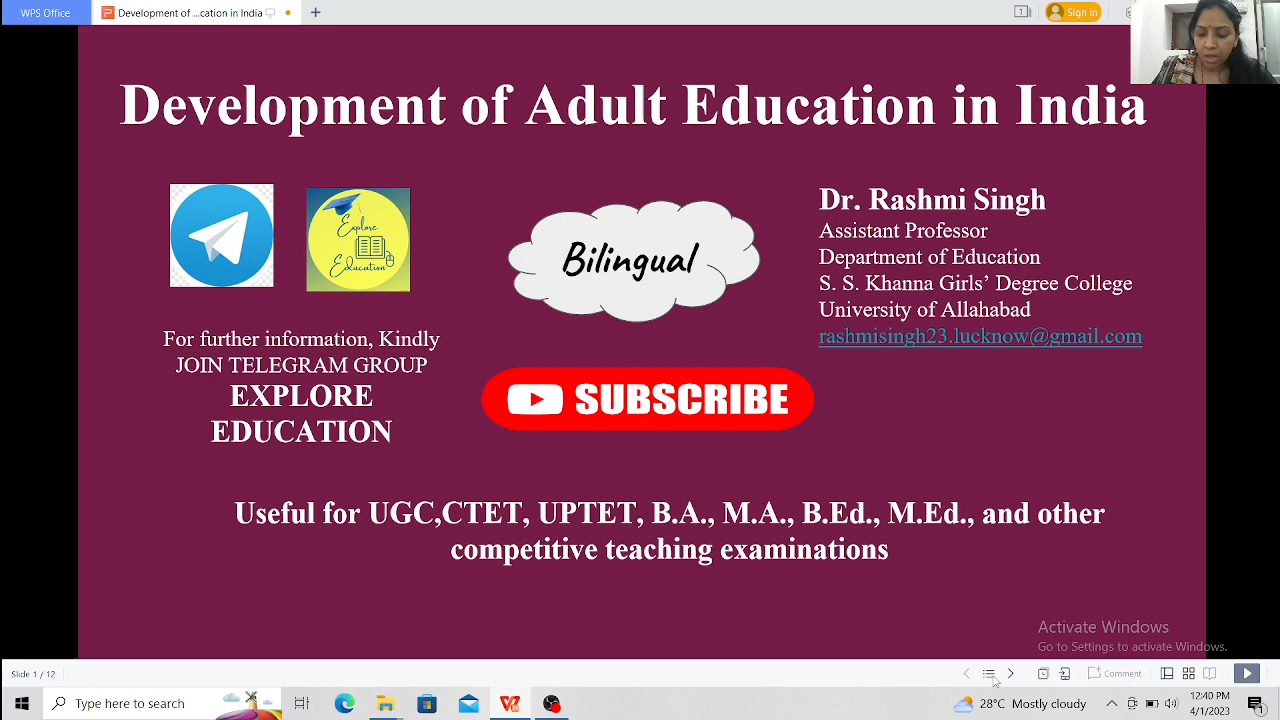 WPS Office
Development of ...cation in India
1
Sign in
Development of Adult Education in India
Explore
Education
Bilingual
Dr. Rashmi Singh
Assistant Professor
Department of Education
S. S. Khanna Girls' Degree College
University of Allahabad
rashmisingh23.lucknow@gmail.com
For further information, Kindly
JOIN TELEGRAM GROUP
EXPLORE
EDUCATION
SUBSCRIBE
Useful for UGC,CTET, UPTET, B.A., M.A., B.Ed., M.Ed., and other
competitive teaching examinations
Activate Windows
Go to Settings to activate Windows.
Slide 1 / 12
Comment
Type here to search
28°C Mostly cloudy
12:40 PM
4/1/2023
1